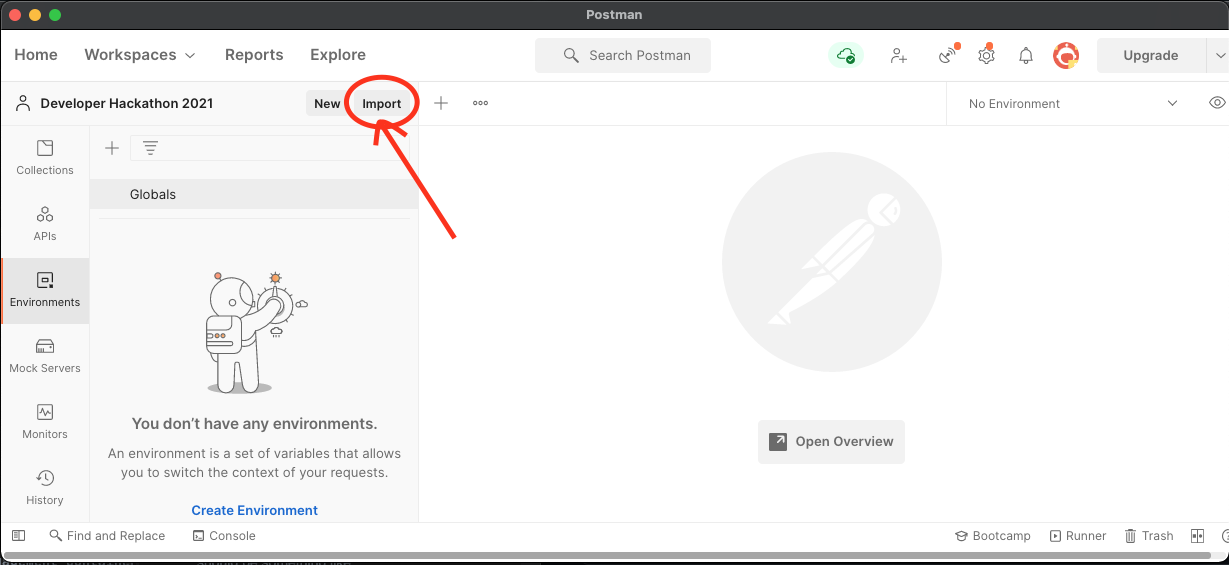 Postman
Home Workspaces Reports Explore Search Postman Upgrade
Developer Hackathon 2021 New Import No Environment
Collections
APIs
Environments
Mock Servers
Monitors
History
Globals
You don’t have any environments.
An environment is a set of variables that allows
you to switch the context of your requests.
Create Environment
Open Overview
Find and Replace Console Bootcamp Runner Trash